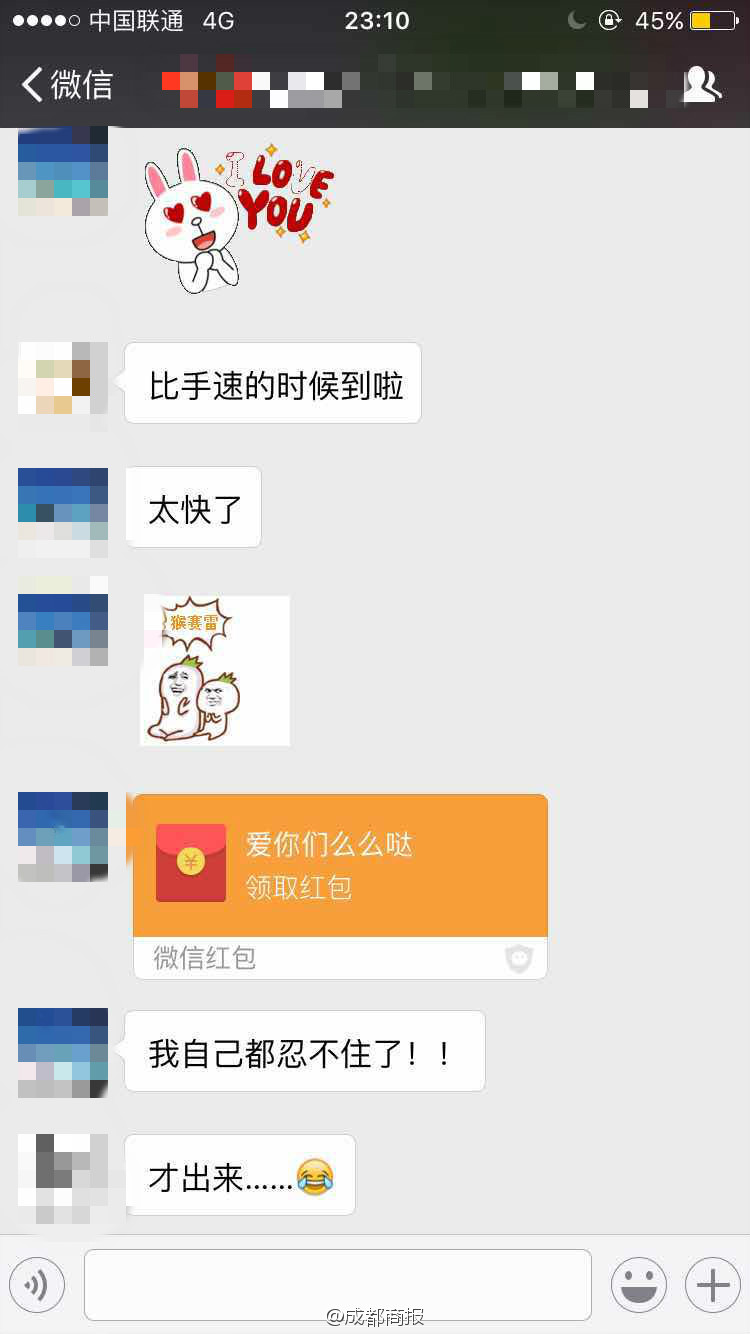 中国联通 4G 23:10 45%
微信
I LOVE
YOU
比手速的时候到啦
太快了
猴赛雷
爱你们么么哒
领取红包
微信红包
我自己都忍不住了！！
才出来……😂
@成都商报